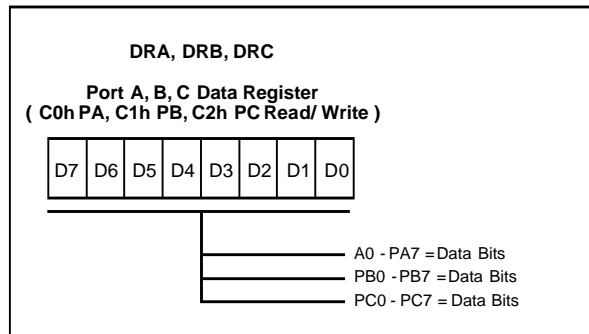 DRA, DRB, DRC
Port A, B, C Data Register
( C0h PA, C1h PB, C2h PC Read/ Write )
D7 D6 D5 D4 D3 D2 D1 D0
A0 - PA7 = Data Bits
PB0 - PB7 = Data Bits
PC0 - PC7 = Data Bits